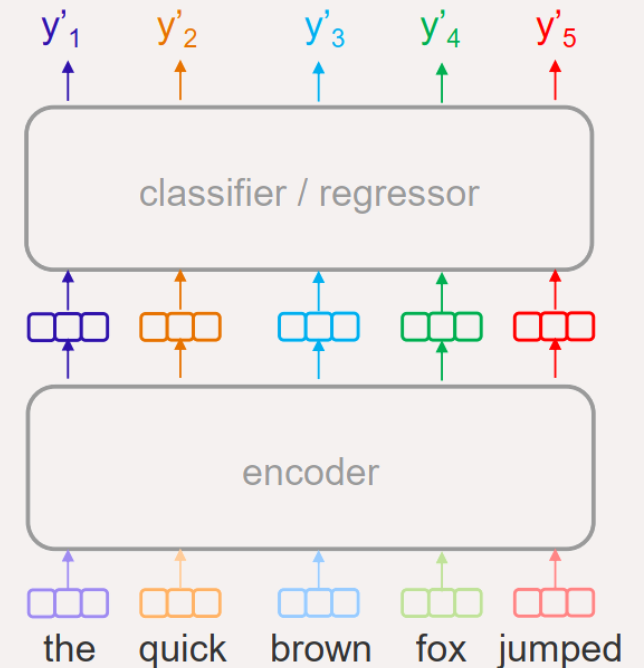 y'1 y'2 y'3 y'4 y'5
classifier / regressor
encoder
the quick brown fox jumped